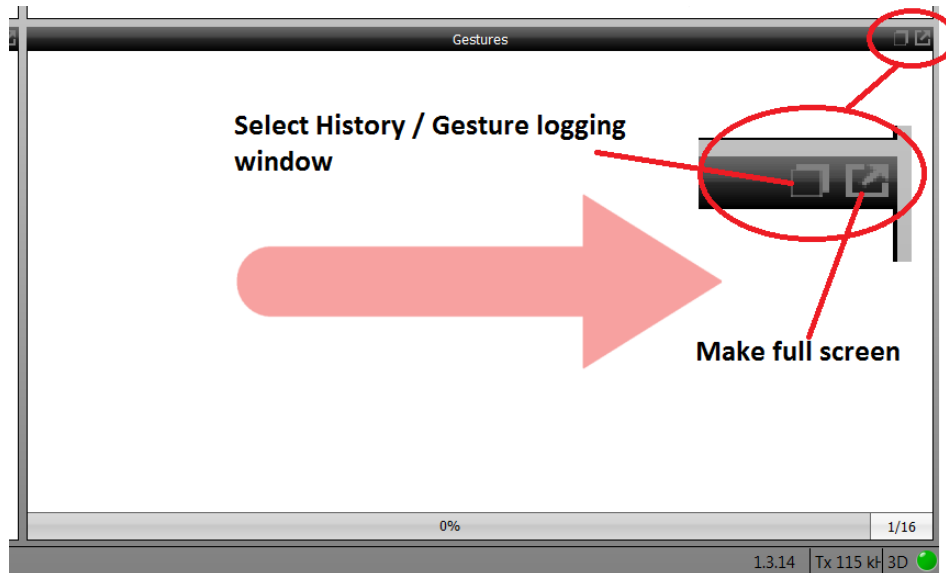 Gestures
Select History / Gesture logging
window
Make full screen
0%
1/16
1.3.14
Tx 115 kH
3D